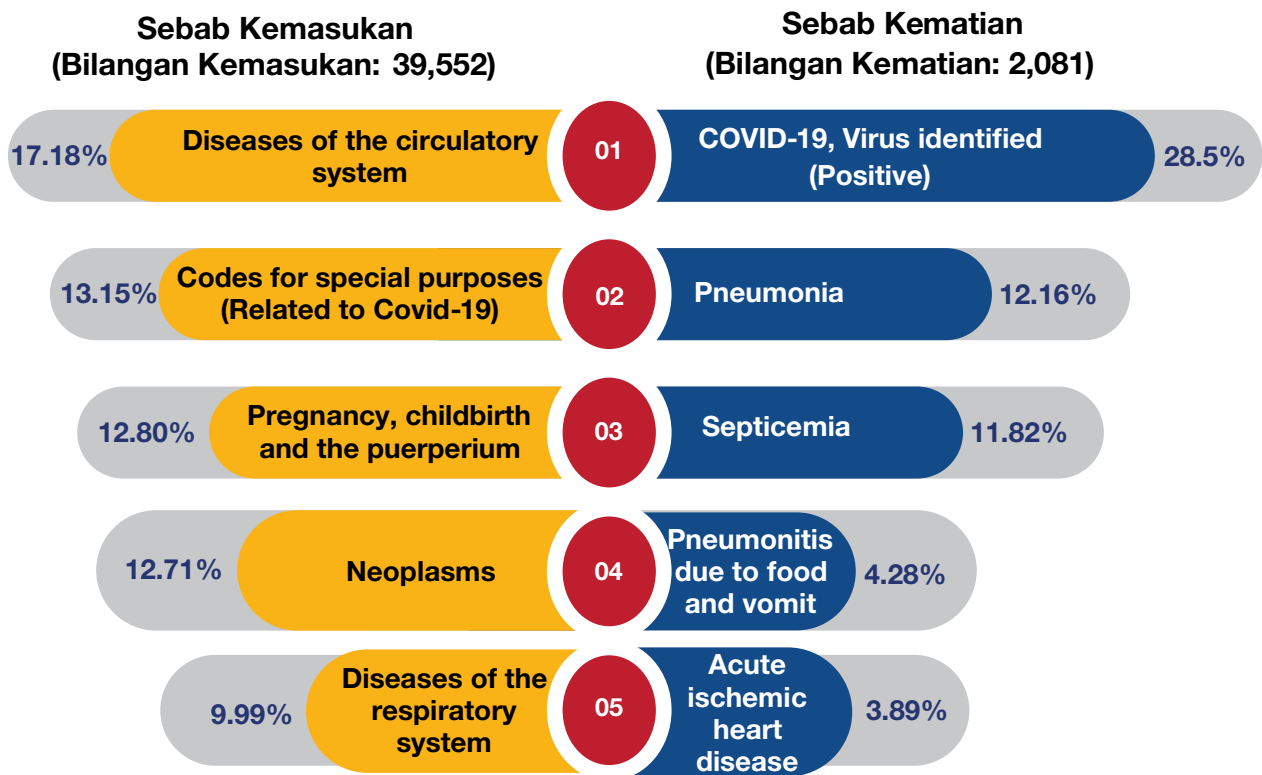 Sebab Kemasukan
(Bilangan Kemasukan: 39,552)
Sebab Kematian
(Bilangan Kematian: 2,081)
17.18%
Diseases of the circulatory
system
01
COVID-19, Virus identified
(Positive)
28.5%
13.15%
Codes for special purposes
(Related to Covid-19)
02
Pneumonia
12.16%
12.80%
Pregnancy, childbirth
and the puerperium
03
Septicemia
11.82%
12.71%
Neoplasms
04
Pneumonitis
due to food
and vomit
4.28%
9.99%
Diseases of the
respiratory
system
05
Acute
ischemic
heart
disease
3.89%